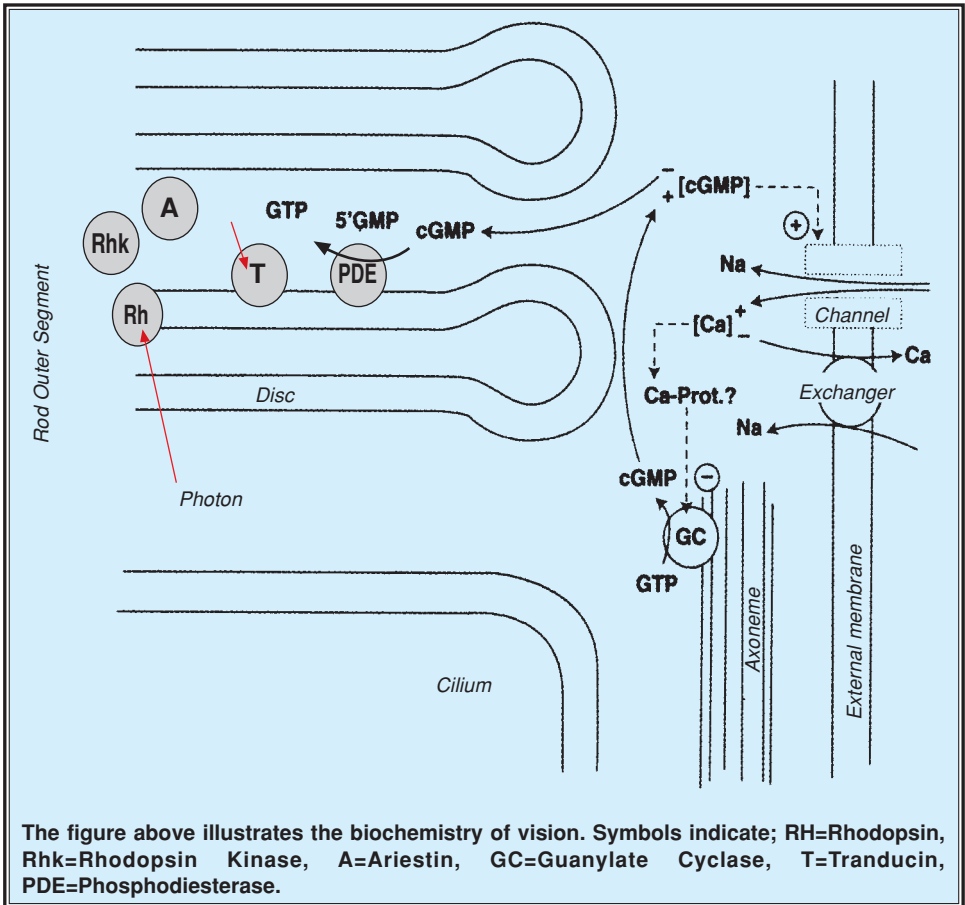 Rod Outer Segment
A
Rhk
Rh
GTP
T
5'GMP
PDE
cGMP
Disc
Photon
Cilium
− + [cGMP]
+
Na
Channel
[Ca] + −
Ca
Exchanger
Ca-Prot.?
Na
cGMP
−
GC
GTP
Axoneme
External membrane
The figure above illustrates the biochemistry of vision. Symbols indicate; RH=Rhodopsin,
Rhk=Rhodopsin Kinase, A=Ariestin, GC=Guanylate Cyclase, T=Tranducin,
PDE=Phosphodiesterase.